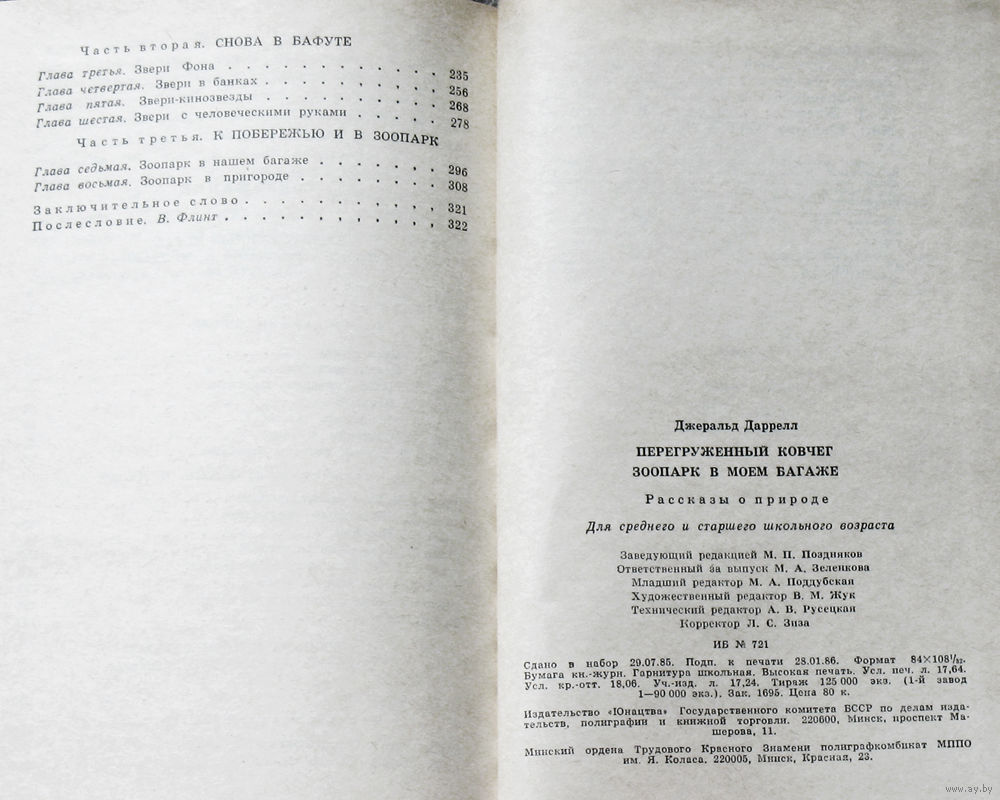 Часть вторая. СНОВА В БАФУТЕ
Глава третья. Звери Фона . . . . . . . . . . . . 235
Глава четвертая. Звери в банках . . . . . . . . . . 256
Глава пятая. Звери-кинозвезды . . . . . . . . . . 268
Глава шестая. Звери с человеческими руками . . . . . 278
Часть третья. К ПОБЕРЕЖЬЮ И В ЗООПАРК
Глава седьмая. Зоопарк в нашем багаже . . . . . . . 296
Глава восьмая. Зоопарк в пригороде . . . . . . . . 308
Заключительное слово . . . . . . . . . . . 321
Послесловие. В. Флинт . . . . . . . . . . . . 322
Джеральд Даррелл
ПЕРЕГРУЖЕННЫЙ КОВЧЕГ
ЗООПАРК В МОЕМ БАГАЖЕ
Рассказы о природе
Для среднего и старшего школьного возраста
Заведующий редакцией М. П. Поздняков
Ответственный за выпуск М. А. Зеленкова
Младший редактор М. А. Поддубская
Художественный редактор В. М. Жук
Технический редактор А. В. Русецкая
Корректор Л. С. Зиза
ИБ № 721
Сдано в набор 29.07.85. Подп. к печати 28.01.86. Формат 84×108¹/₃₂.
Бумага кн.-журн. Гарнитура школьная. Высокая печать. Усл. печ. л. 17,64.
Усл. кр.-отт. 18,06. Уч.-изд. л. 17,24. Тираж 125 000 экз. (1-й завод
1—90 000 экз.). Зак. 1695. Цена 80 к.
Издательство «Юнацтва» Государственного комитета БССР по делам изда-
тельств, полиграфии и книжной торговли. 220600, Минск, проспект Ма-
шерова, 11.
Минский ордена Трудового Красного Знамени полиграфкомбинат МППО
им. Я. Коласа. 220005, Минск, Красная, 23.
www.ay.by